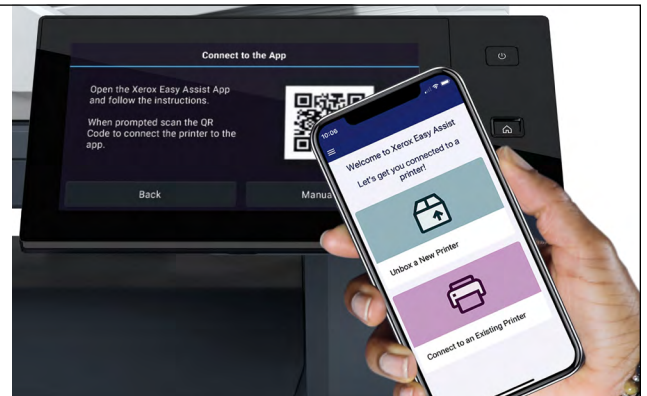 Connect to the App
Open the Xerox Easy Assist App
and follow the instructions.
When prompted scan the QR
Code to connect the printer to the
app.
Back
Manua
10:06
Welcome to Xerox Easy Assist
Let's get you connected to a
printer!
Unbox a New Printer
Connect to an Existing Printer